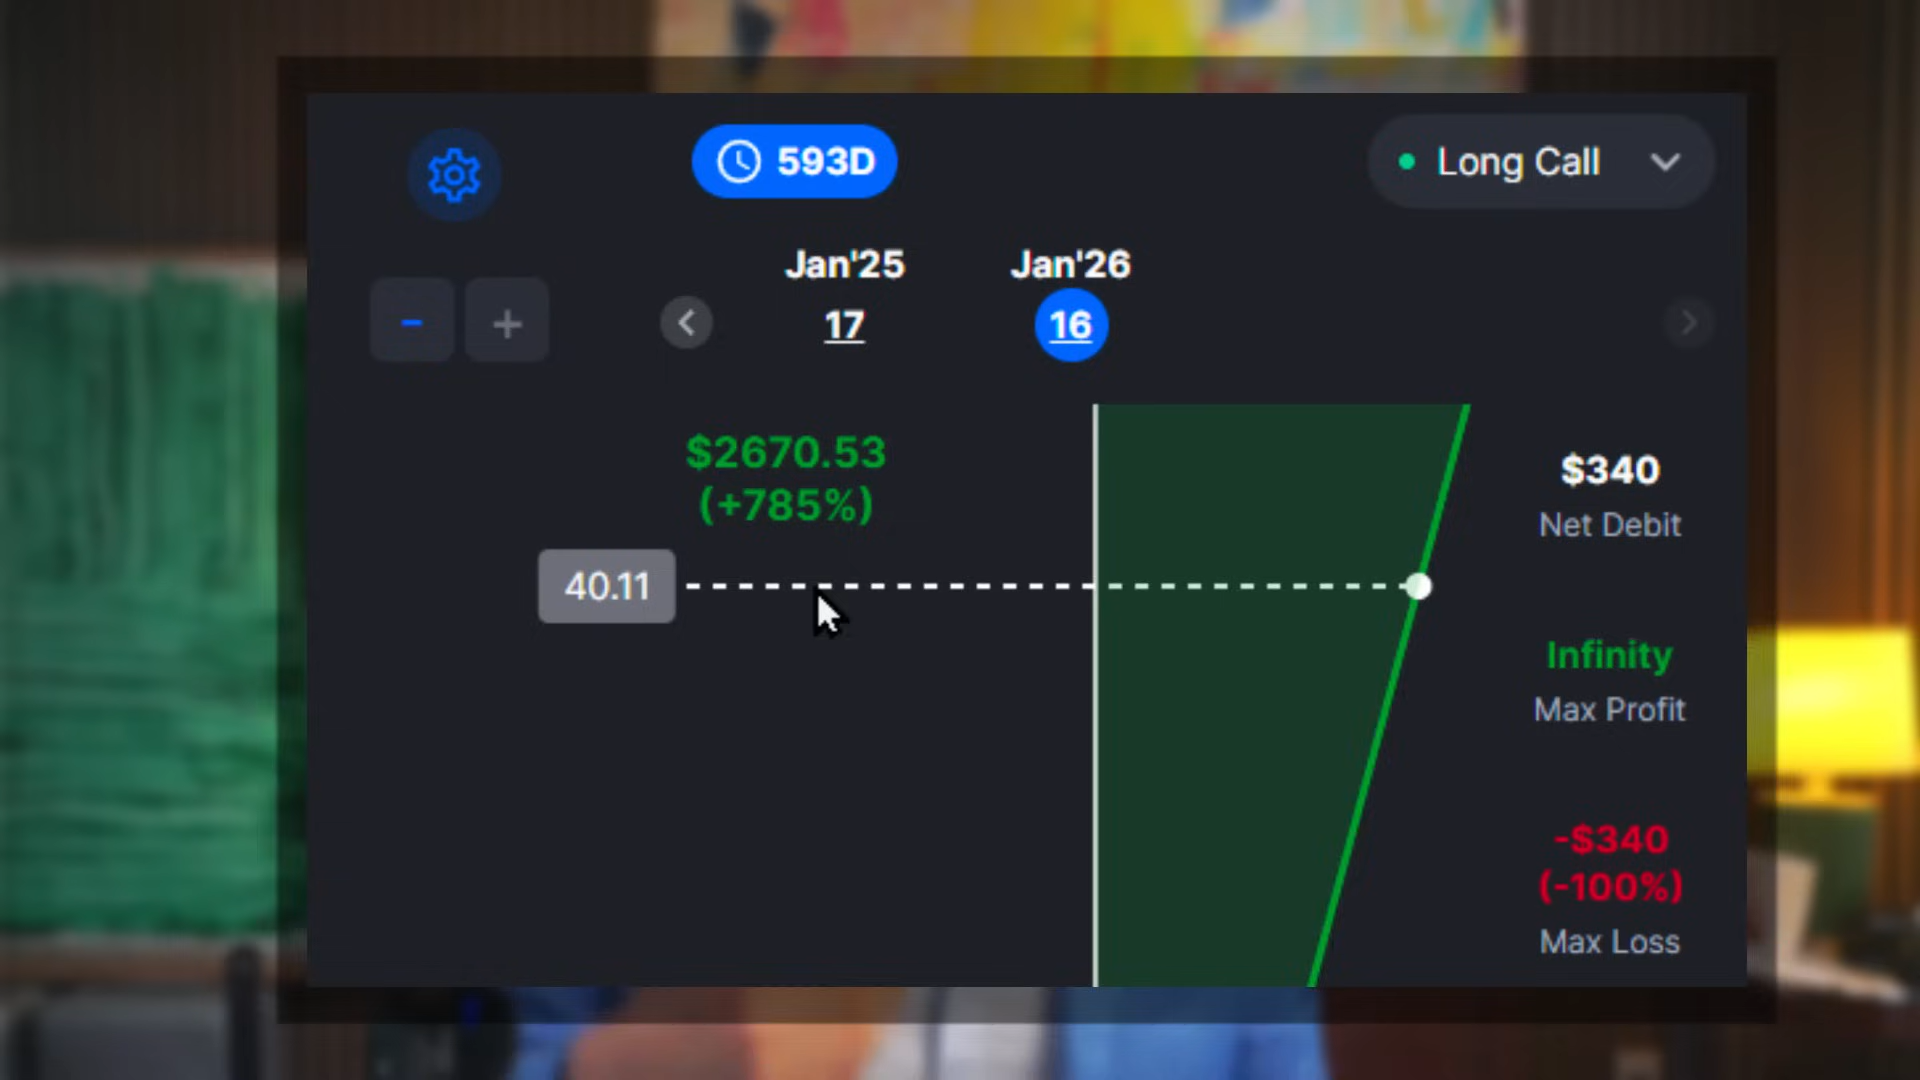 593D
Long Call
Jan'25
Jan'26
17
16
$2670.53
(+785%)
40.11
$340
Net Debit
Infinity
Max Profit
-$340
(-100%)
Max Loss